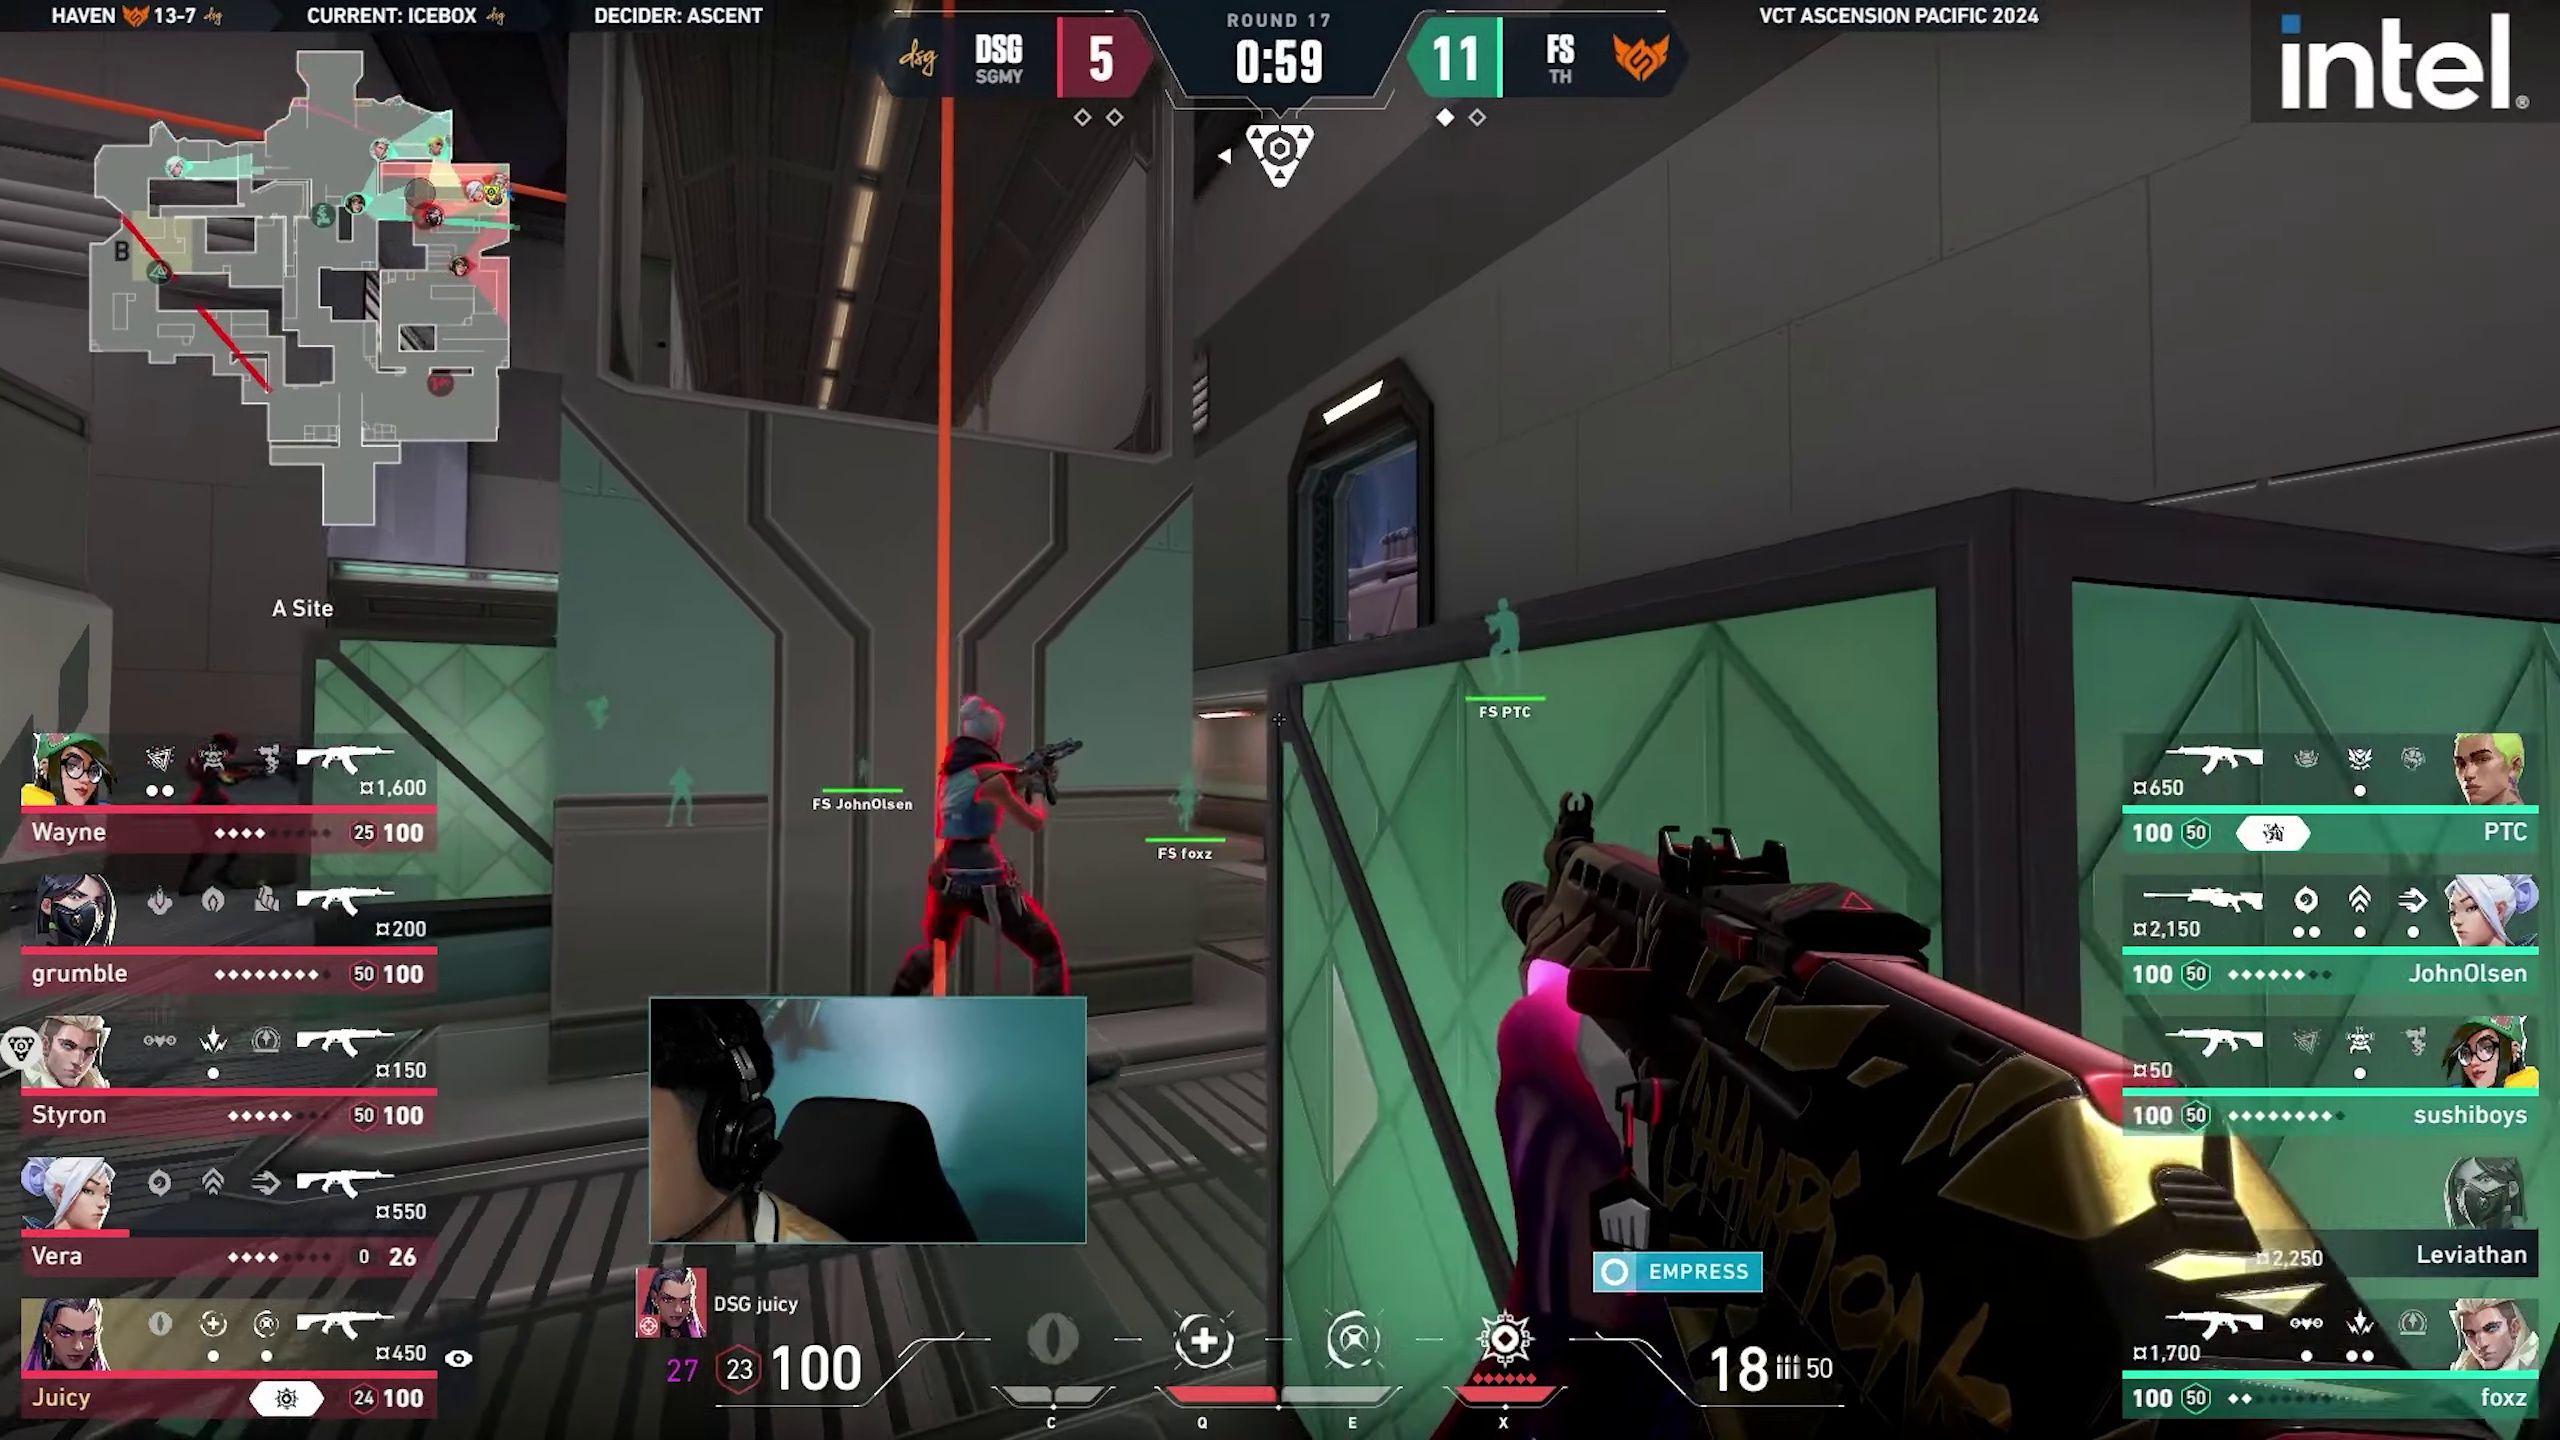 HAVEN 13-7 dsg
CURRENT: ICEBOX dsg
DECIDER: ASCENT
dsg
DSG
SGMY
5
ROUND 17
0:59
11
FS
TH
VCT ASCENSION PACIFIC 2024
intel®
B
A Site
FS PTC
FS JohnOlsen
FS foxz
¤1,600
Wayne
25 100
¤200
grumble
50 100
¤150
Styron
50 100
¤550
Vera
0 26
¤450
Juicy
24 100
¤650
100 50
PTC
¤2,150
100 50
JohnOlsen
¤50
100 50
sushiboys
¤2,250
Leviathan
¤1,700
100 50
foxz
CHAMPIONS
EMPRESS
DSG juicy
27 23 100
C
Q
E
X
18 50